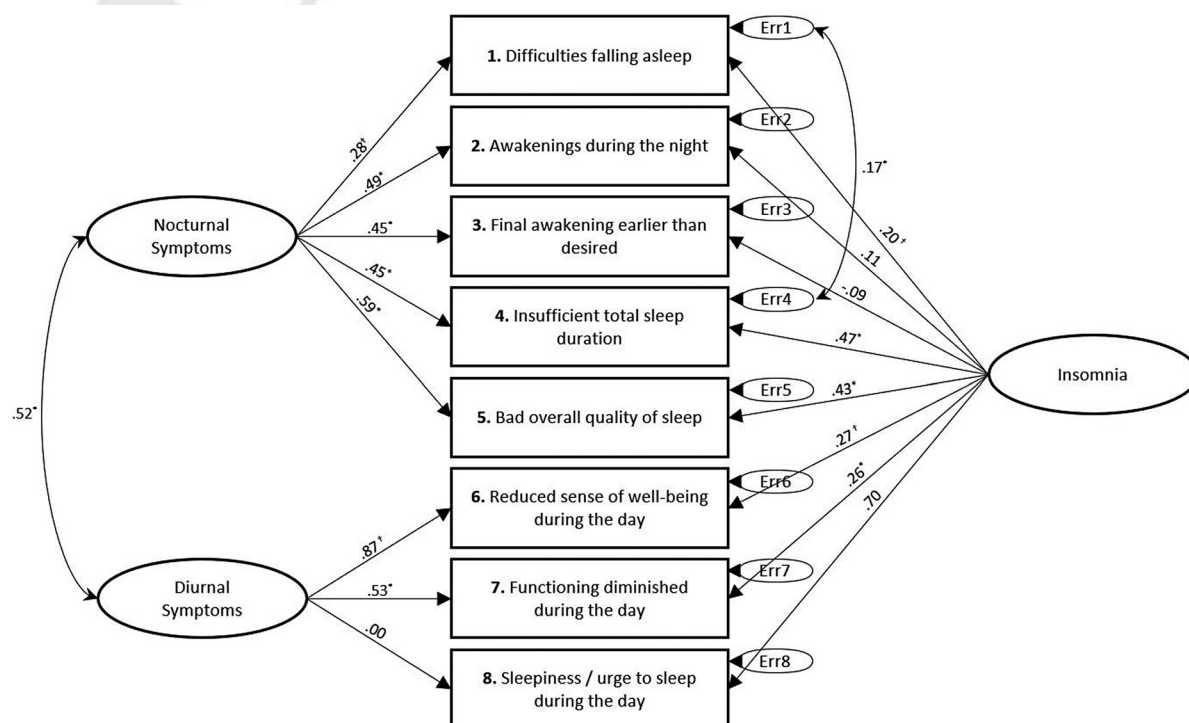 1. Difficulties falling asleep
Err1
2. Awakenings during the night
Err2
3. Final awakening earlier than
desired
Err3
4. Insufficient total sleep
duration
Err4
5. Bad overall quality of sleep
Err5
6. Reduced sense of well-being
during the day
Err6
7. Functioning diminished
during the day
Err7
8. Sleepiness / urge to sleep
during the day
Err8
Nocturnal
Symptoms
Diurnal
Symptoms
Insomnia
.28†
.49*
.45*
.45*
.59*
.52*
.87†
.53*
.00
.17*
.20†
.11
-.09
.47*
.43*
.27†
.26*
.70